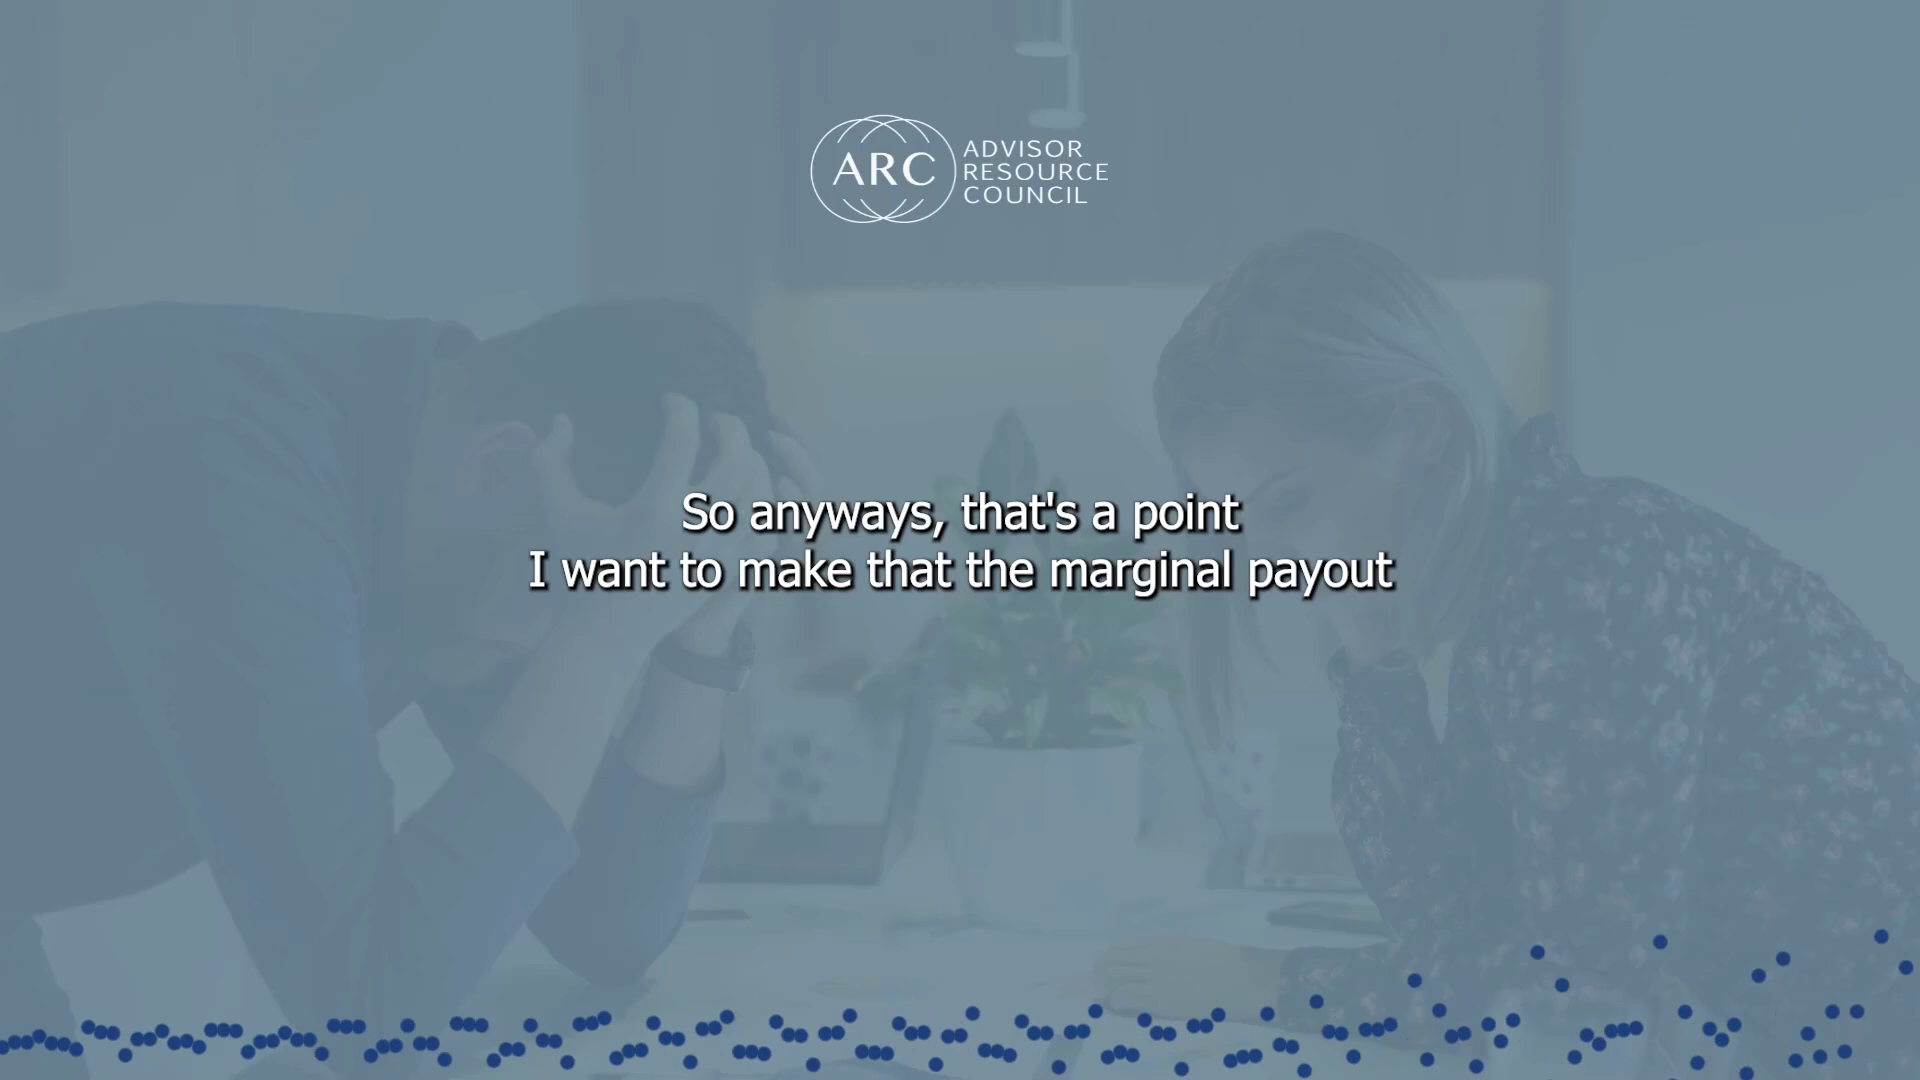 ARC
ADVISOR
RESOURCE
COUNCIL
So anyways, that's a point
I want to make that the marginal payout